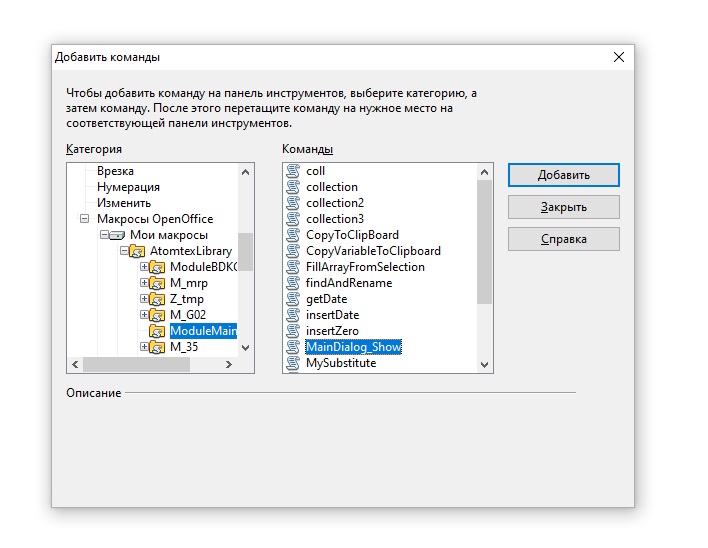 Добавить команды
Чтобы добавить команду на панель инструментов, выберите категорию, а
затем команду. После этого перетащите команду на нужное место на
соответствующей панели инструментов.
Категория
Врезка
Нумерация
Изменить
Макросы OpenOffice
Мои макросы
AtomtexLibrary
ModuleBDKG
M_mrp
Z_tmp
M_G02
ModuleMain
M_35
Команды
coll
collection
collection2
collection3
CopyToClipBoard
CopyVariableToClipboard
FillArrayFromSelection
findAndRename
getDate
insertDate
insertZero
MainDialog_Show
MySubstitute
Добавить
Закрыть
Справка
Описание